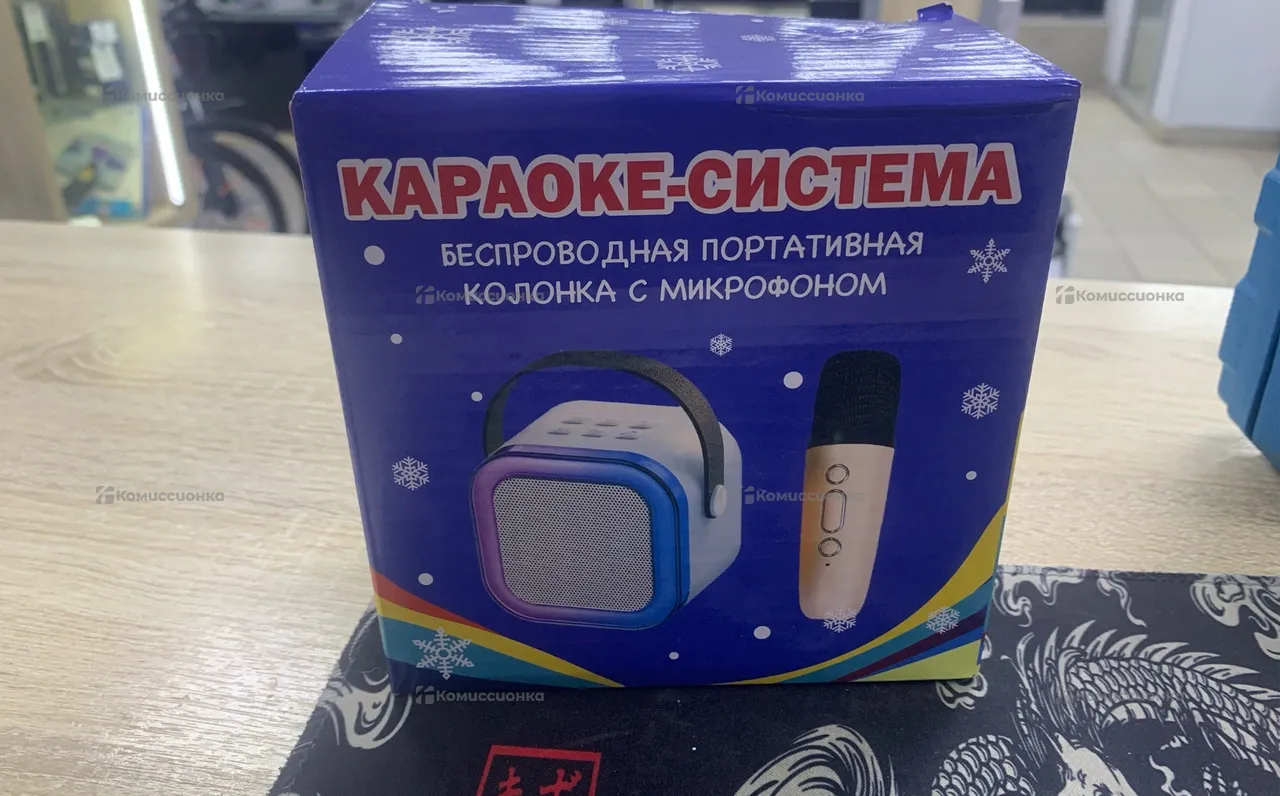 Комиссионка
Комиссионка
КАРАОКЕ-СИСТЕМА
БЕСПРОВОДНАЯ ПОРТАТИВНАЯ
КОЛОНКА С МИКРОФОНОМ
Комиссионка
Комиссионка
Комиссионка
Комиссионка
Комиссионка